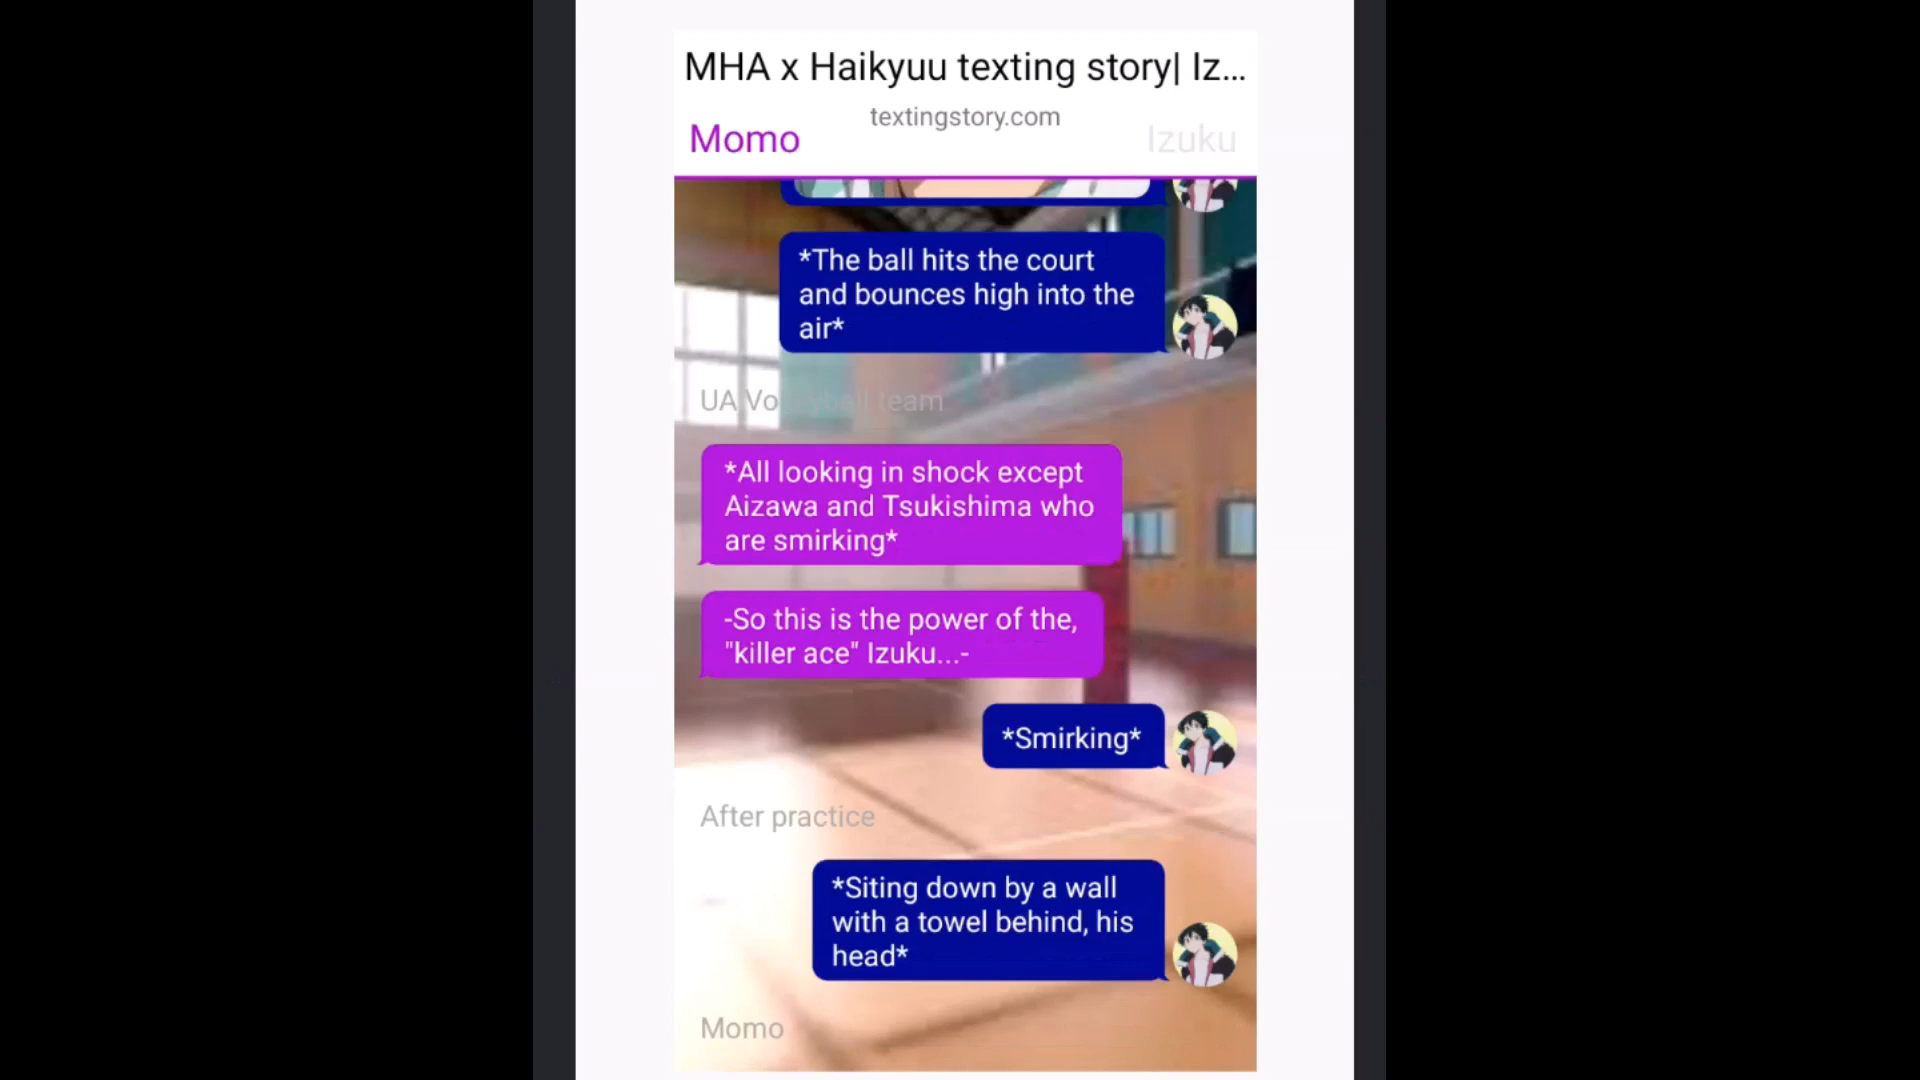 MHA x Haikyuu texting story| Iz...
textingstory.com
Momo
Izuku
*The ball hits the court
and bounces high into the
air*
UA Volleyball team
*All looking in shock except
Aizawa and Tsukishima who
are smirking*
-So this is the power of the,
"killer ace" Izuku...-
*Smirking*
After practice
*Siting down by a wall
with a towel behind, his
head*
Momo